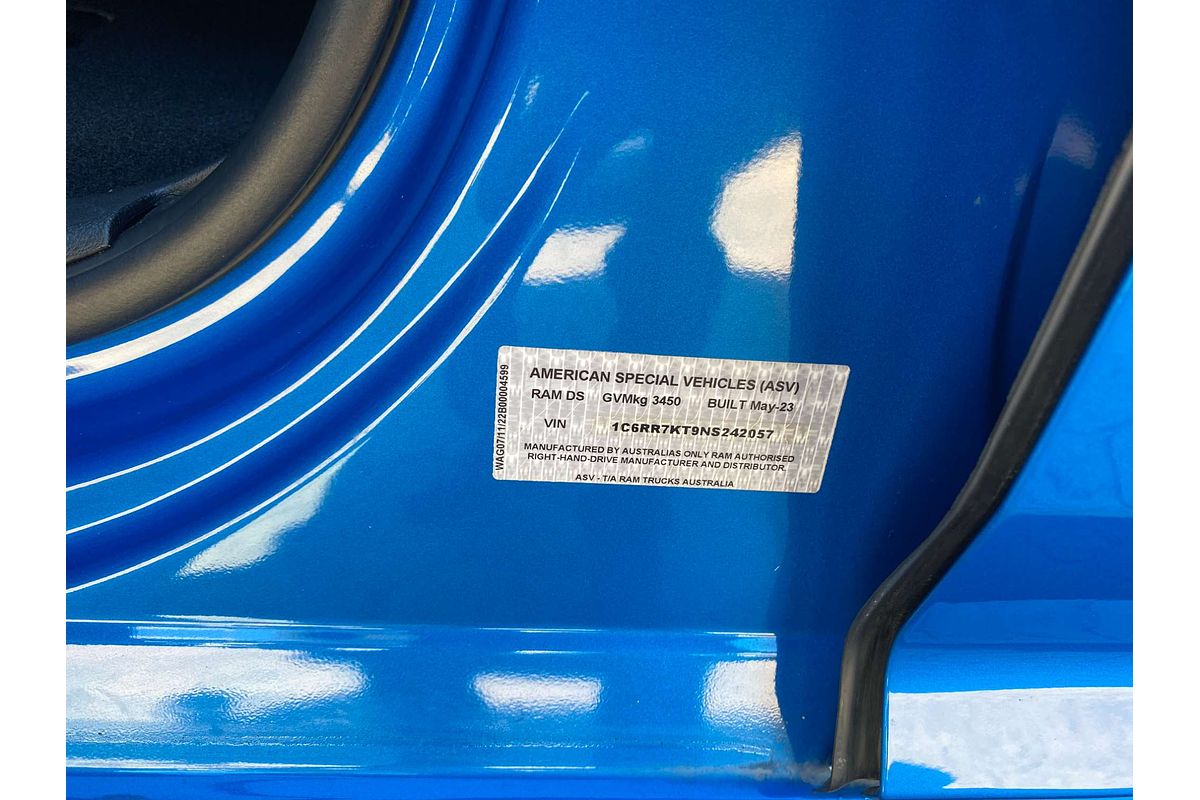 AMERICAN SPECIAL VEHICLES (ASV)
RAM DS GVMkg 3450 BUILT May-23
VIN 1C6RR7KT9NS242057
MANUFACTURED BY AUSTRALIAS ONLY RAM AUTHORISED
RIGHT-HAND-DRIVE MANUFACTURER AND DISTRIBUTOR.
ASV - T/A RAM TRUCKS AUSTRALIA
WAG07/11/22B00004599